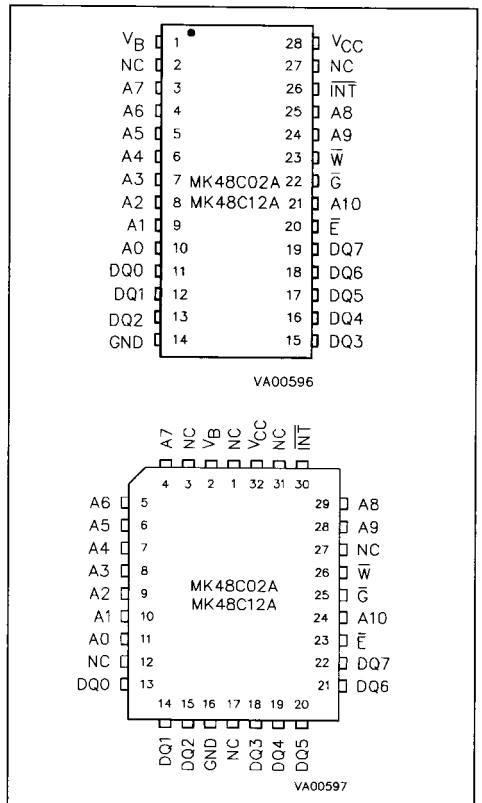 VB 1 28 VCC
NC 2 27 NC
A7 3 26 I̅N̅T̅
A6 4 25 A8
A5 5 24 A9
A4 6 23 W̅
A3 7 MK48C02A 22 G̅
A2 8 MK48C12A 21 A10
A1 9 20 E̅
A0 10 19 DQ7
DQ0 11 18 DQ6
DQ1 12 17 DQ5
DQ2 13 16 DQ4
GND 14 15 DQ3
VA00596
A7 NC VB NC VCC NC I̅N̅T̅
4 3 2 1 32 31 30
A6 5 29 A8
A5 6 28 A9
A4 7 27 NC
A3 8 26 W̅
A2 9 MK48C02A 25 G̅
A1 10 MK48C12A 24 A10
A0 11 23 E̅
NC 12 22 DQ7
DQ0 13 21 DQ6
14 15 16 17 18 19 20
DQ1 DQ2 GND NC DQ3 DQ4 DQ5
VA00597